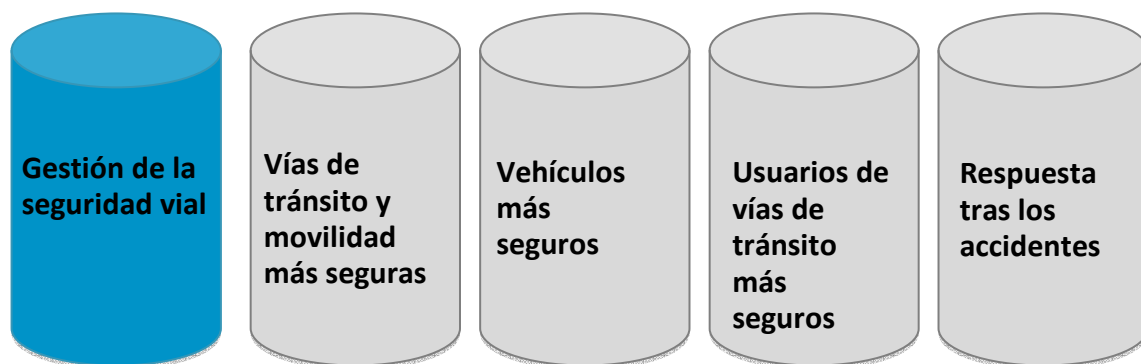 Gestión de la
seguridad vial
Vías de
tránsito y
movilidad
más seguras
Vehículos
más
seguros
Usuarios de
vías de
tránsito
más
seguros
Respuesta
tras los
accidentes